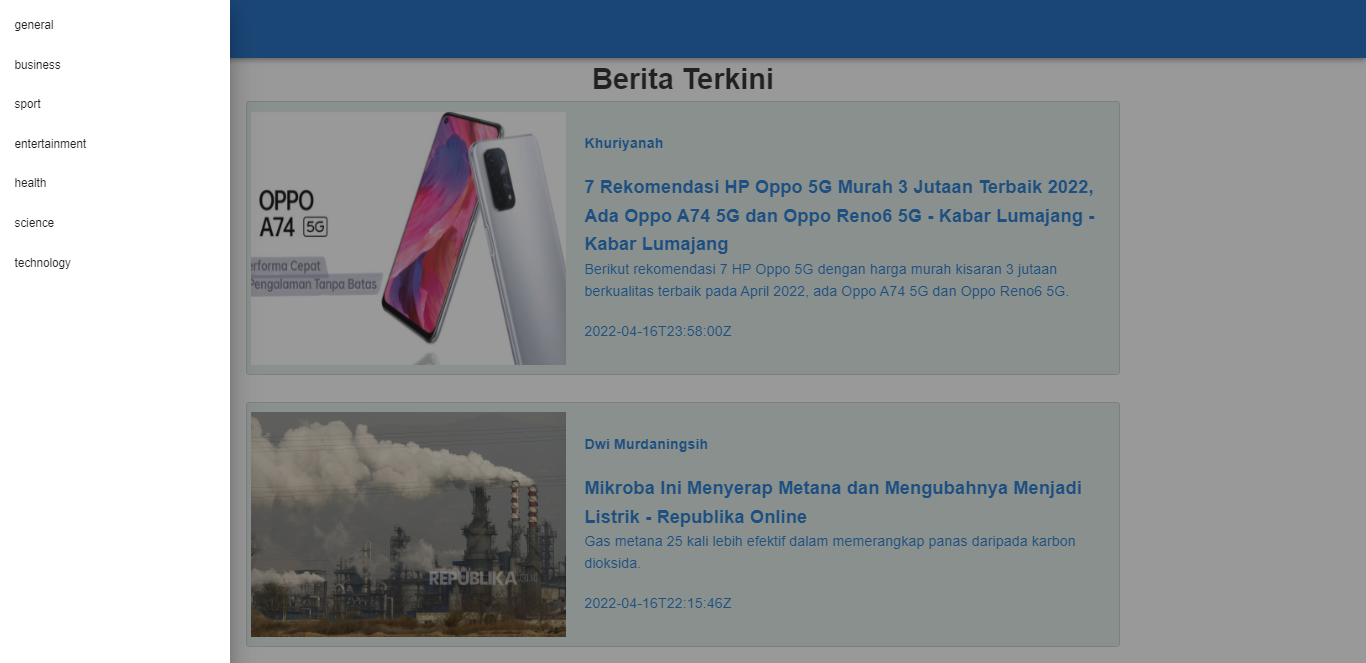 general
business
sport
entertainment
health
science
technology
Berita Terkini
OPPO
A74 5G
erforma Cepat
Pengalaman Tanpa Batas
Khuriyanah
7 Rekomendasi HP Oppo 5G Murah 3 Jutaan Terbaik 2022,
Ada Oppo A74 5G dan Oppo Reno6 5G - Kabar Lumajang -
Kabar Lumajang
Berikut rekomendasi 7 HP Oppo 5G dengan harga murah kisaran 3 jutaan
berkualitas terbaik pada April 2022, ada Oppo A74 5G dan Oppo Reno6 5G.
2022-04-16T23:58:00Z
REPUBLIKA
Dwi Murdaningsih
Mikroba Ini Menyerap Metana dan Mengubahnya Menjadi
Listrik - Republika Online
Gas metana 25 kali lebih efektif dalam memerangkap panas daripada karbon
dioksida.
2022-04-16T22:15:46Z